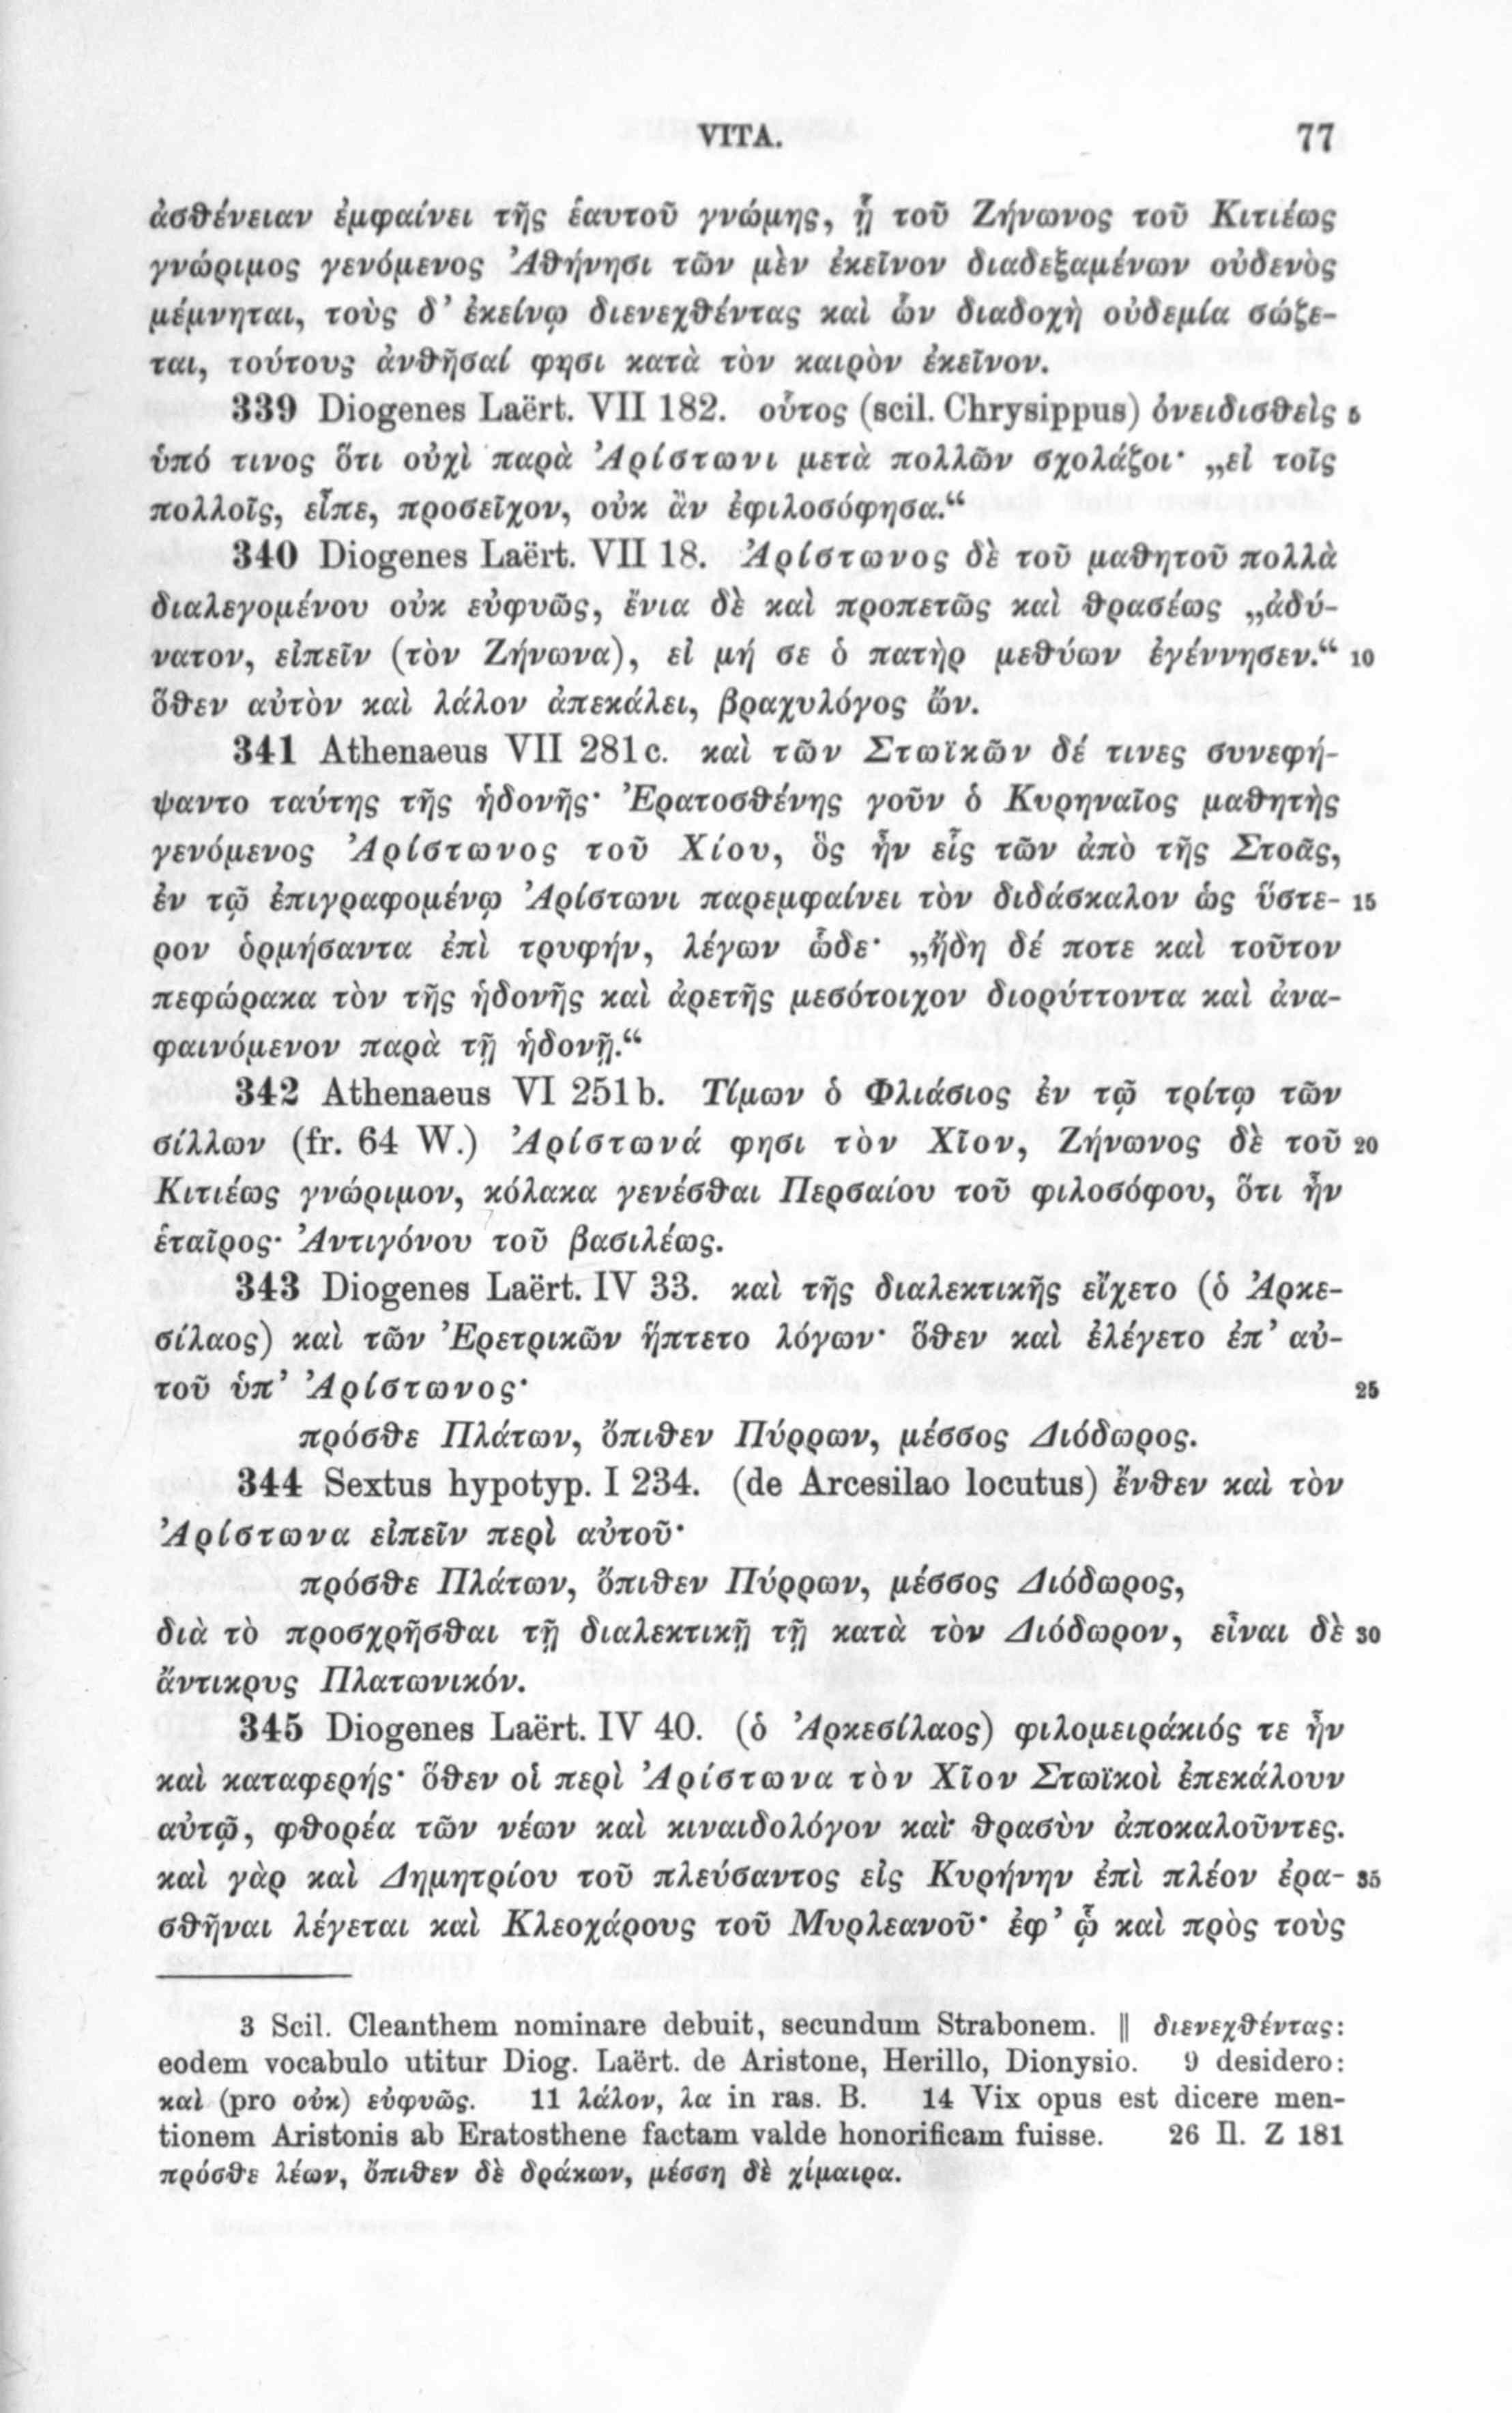 VITA. 77
ἀσθένειαν ἐμφαίνει τῆς ἑαυτοῦ γνώμης, ᾗ τοῦ Ζήνωνος τοῦ Κιτιέως
γνώριμος γενόμενος Ἀθήνησι τῶν μὲν ἐκεῖνον διαδεξαμένων οὐδενὸς
μέμνηται, τοὺς δ’ ἐκείνῳ διενεχθέντας καὶ ὧν διαδοχὴ οὐδεμία σώζε-
ται, τούτους ἀνθῆσαί φησι κατὰ τὸν καιρὸν ἐκεῖνον.
339 Diogenes Laërt. VII 182. οὗτος (scil. Chrysippus) ὀνειδισθεὶς 5
ὑπό τινος ὅτι οὐχὶ παρὰ Ἀρίστωνι μετὰ πολλῶν σχολάζοι· „εἰ τοῖς
πολλοῖς, εἶπε, προσεῖχον, οὐκ ἂν ἐφιλοσόφησα.“
340 Diogenes Laërt. VII 18. Ἀρίστωνος δὲ τοῦ μαθητοῦ πολλὰ
διαλεγομένου οὐκ εὐφυῶς, ἔνια δὲ καὶ προπετῶς καὶ θρασέως „ἀδύ-
νατον, εἰπεῖν (τὸν Ζήνωνα), εἰ μή σε ὁ πατὴρ μεθύων ἐγέννησεν.“ 10
ὅθεν αὐτὸν καὶ λάλον ἀπεκάλει, βραχυλόγος ὤν.
341 Athenaeus VII 281c. καὶ τῶν Στωϊκῶν δέ τινες συνεφή-
ψαντο ταύτης τῆς ἡδονῆς· Ἐρατοσθένης γοῦν ὁ Κυρηναῖος μαθητὴς
γενόμενος Ἀρίστωνος τοῦ Χίου, ὃς ἦν εἷς τῶν ἀπὸ τῆς Στοᾶς,
ἐν τῷ ἐπιγραφομένῳ Ἀρίστωνι παρεμφαίνει τὸν διδάσκαλον ὡς ὕστε- 15
ρον ὁρμήσαντα ἐπὶ τρυφήν, λέγων ὧδε· „ἤδη δέ ποτε καὶ τοῦτον
πεφώρακα τὸν τῆς ἡδονῆς καὶ ἀρετῆς μεσότοιχον διορύττοντα καὶ ἀνα-
φαινόμενον παρὰ τῇ ἡδονῇ.“
342 Athenaeus VI 251b. Τίμων ὁ Φλιάσιος ἐν τῷ τρίτῳ τῶν
σίλλων (fr. 64 W.) Ἀρίστωνά φησι τὸν Χῖον, Ζήνωνος δὲ τοῦ 20
Κιτιέως γνώριμον, κόλακα γενέσθαι Περσαίου τοῦ φιλοσόφου, ὅτι ἦν
ἑταῖρος· Ἀντιγόνου τοῦ βασιλέως.
343 Diogenes Laërt. IV 33. καὶ τῆς διαλεκτικῆς εἴχετο (ὁ Ἀρκε-
σίλαος) καὶ τῶν Ἐρετρικῶν ἥπτετο λόγων· ὅθεν καὶ ἐλέγετο ἐπ’ αὐ-
τοῦ ὑπ’ Ἀρίστωνος· 25
πρόσθε Πλάτων, ὄπιθεν Πύρρων, μέσσος Διόδωρος.
344 Sextus hypotyp. I 234. (de Arcesilao locutus) ἔνθεν καὶ τὸν
Ἀρίστωνα εἰπεῖν περὶ αὐτοῦ·
πρόσθε Πλάτων, ὄπιθεν Πύρρων, μέσσος Διόδωρος,
διὰ τὸ προσχρῆσθαι τῇ διαλεκτικῇ τῇ κατὰ τὸν Διόδωρον, εἶναι δὲ 30
ἄντικρυς Πλατωνικόν.
345 Diogenes Laërt. IV 40. (ὁ Ἀρκεσίλαος) φιλομειράκιός τε ἦν
καὶ καταφερής· ὅθεν οἱ περὶ Ἀρίστωνα τὸν Χῖον Στωϊκοὶ ἐπεκάλουν
αὐτῷ, φθορέα τῶν νέων καὶ κιναιδολόγον καὶ θρασὺν ἀποκαλοῦντες.
καὶ γὰρ καὶ Δημητρίου τοῦ πλεύσαντος εἰς Κυρήνην ἐπὶ πλέον ἐρα- 35
σθῆναι λέγεται καὶ Κλεοχάρους τοῦ Μυρλεανοῦ· ἐφ’ ᾧ καὶ πρὸς τοὺς
3 Scil. Cleanthem nominare debuit, secundum Strabonem. || διενεχθέντας:
eodem vocabulo utitur Diog. Laërt. de Aristone, Herillo, Dionysio. 9 desidero:
καὶ (pro οὐκ) εὐφυῶς. 11 λάλον, λα in ras. B. 14 Vix opus est dicere men-
tionem Aristonis ab Eratosthene factam valde honorificam fuisse. 26 Il. Z 181
πρόσθε λέων, ὄπιθεν δὲ δράκων, μέσση δὲ χίμαιρα.